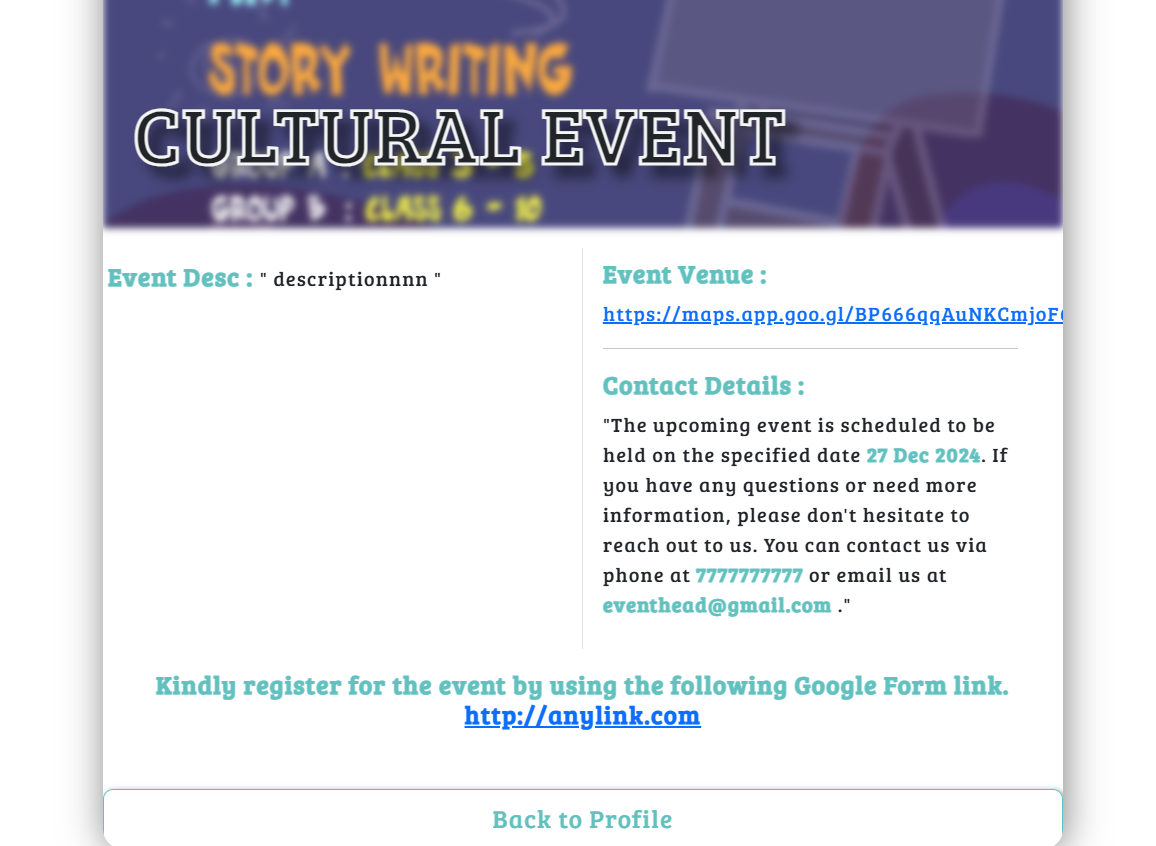 STORY WRITING
CULTURAL EVENT
GROUP B : CLASS 6 - 10
Event Desc : " descriptionnnn "
Event Venue :
https://maps.app.goo.gl/BP666qqAuNKCmjoF
Contact Details :
"The upcoming event is scheduled to be
held on the specified date 27 Dec 2024. If
you have any questions or need more
information, please don't hesitate to
reach out to us. You can contact us via
phone at 7777777777 or email us at
eventhead@gmail.com ."
Kindly register for the event by using the following Google Form link.
http://anylink.com
Back to Profile